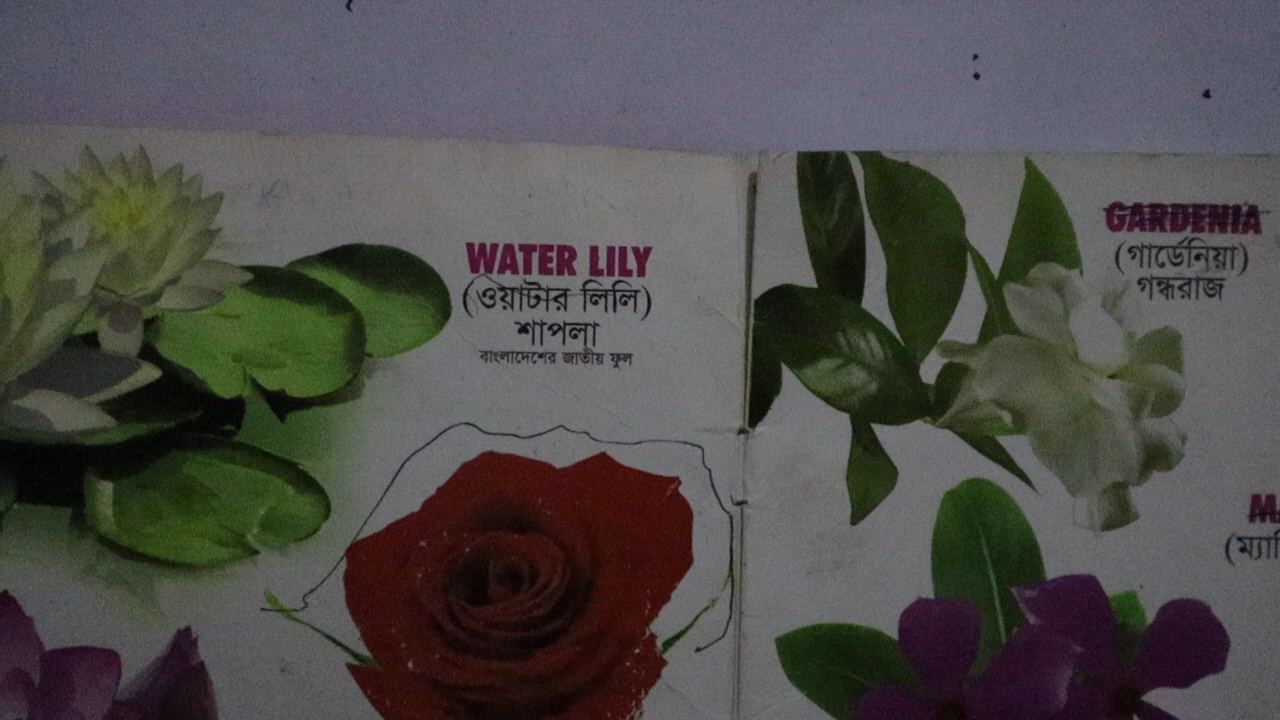 WATER LILY
(ওয়াটার লিলি)
শাপলা
বাংলাদেশের জাতীয় ফুল
GARDENIA
(গার্ডেনিয়া)
গন্ধরাজ